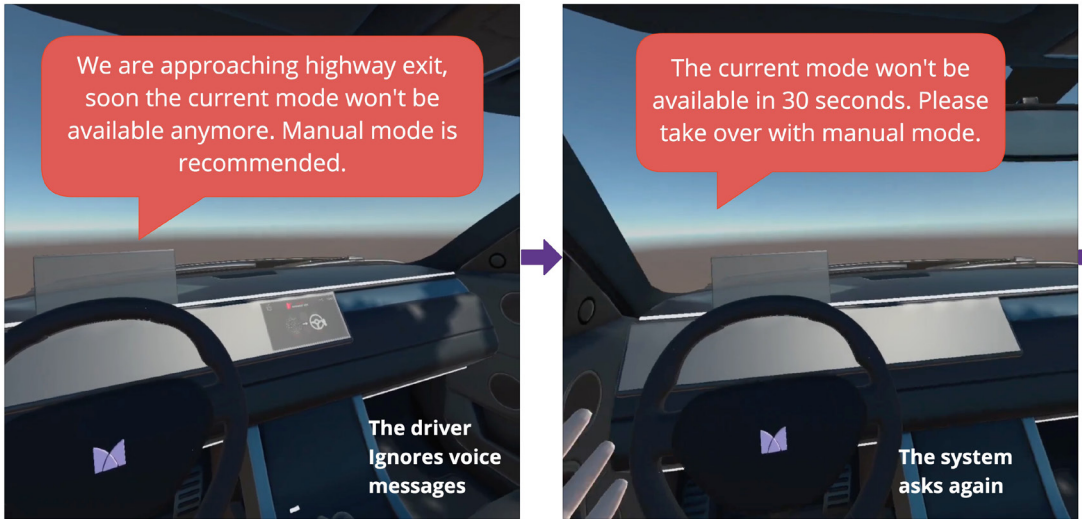 We are approaching highway exit,
soon the current mode won't be
available anymore. Manual mode is
recommended.
The driver
Ignores voice
messages
The current mode won't be
available in 30 seconds. Please
take over with manual mode.
The system
asks again